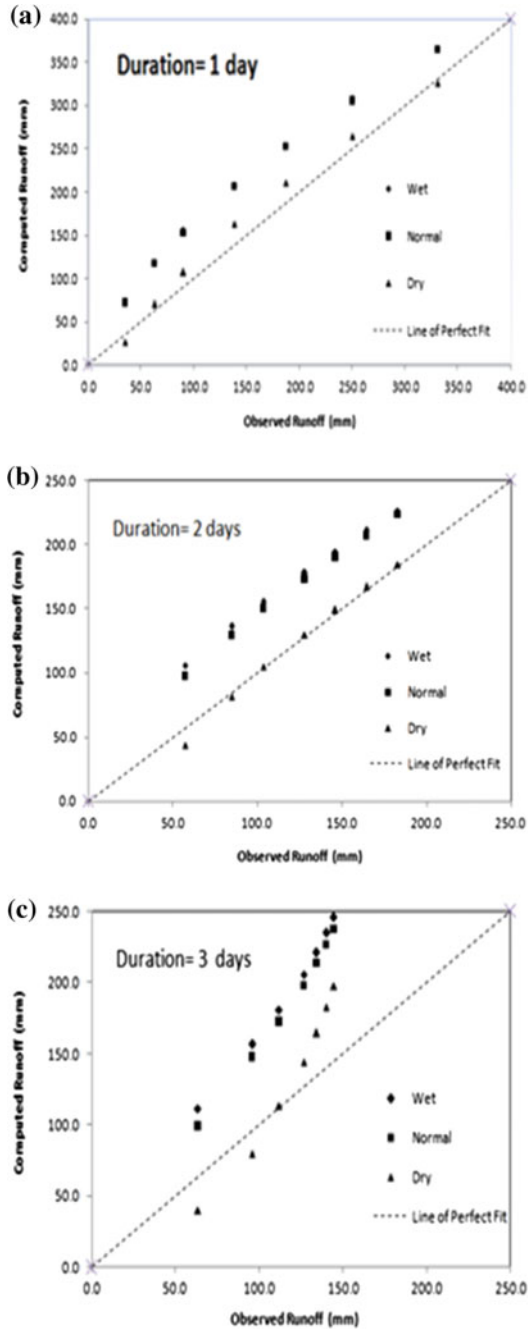 (a)
Duration= 1 day
Computed Runoff (mm)
400.0
350.0
300.0
250.0
200.0
150.0
100.0
50.0
0.0
Wet
Normal
Dry
Line of Perfect Fit
0.0 50.0 100.0 150.0 200.0 250.0 300.0 350.0 400.0
Observed Runoff (mm)
(b)
Duration= 2 days
Computed Runoff (mm)
250.0
200.0
150.0
100.0
50.0
0.0
Wet
Normal
Dry
Line of Perfect Fit
0.0 50.0 100.0 150.0 200.0 250.0
Observed Runoff (mm)
(c)
Duration= 3 days
Computed Runoff (mm)
250.0
200.0
150.0
100.0
50.0
0.0
Wet
Normal
Dry
Line of Perfect Fit
0.0 50.0 100.0 150.0 200.0 250.0
Observed Runoff (mm)